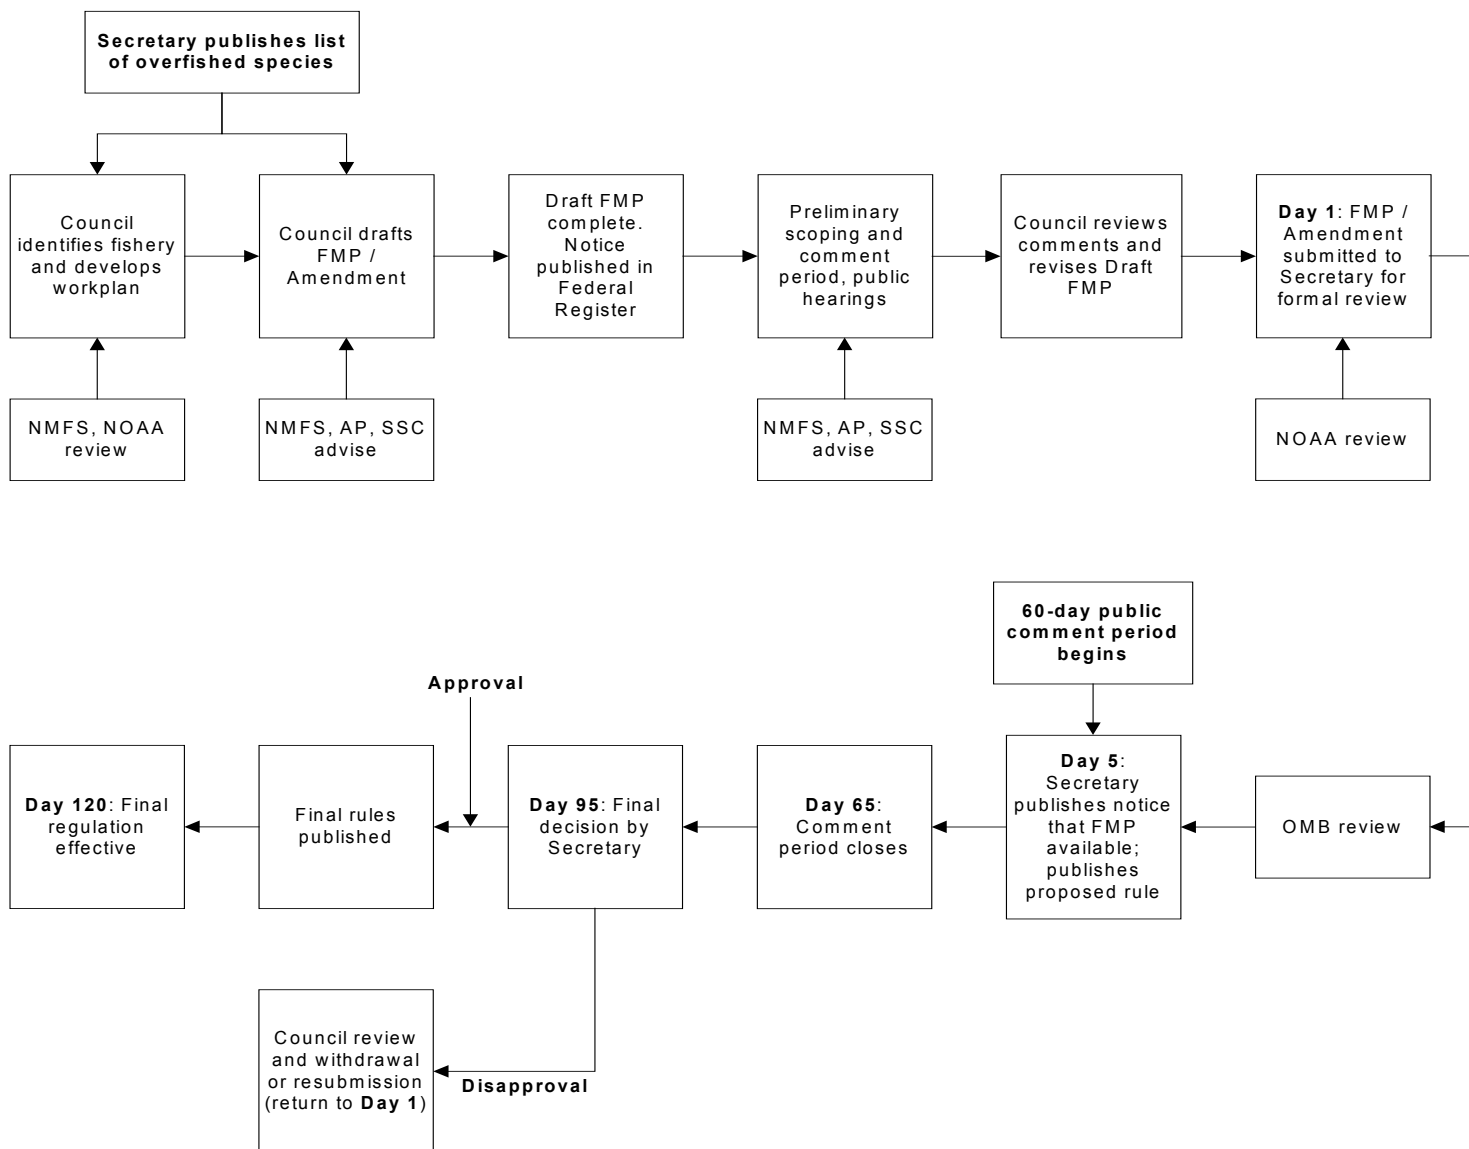 Secretary publishes list
of overfished species
Council
identifies fishery
and develops
workplan
Council drafts
FMP /
Amendment
Draft FMP
complete.
Notice
published in
Federal
Register
Preliminary
scoping and
comment
period, public
hearings
Council reviews
comments and
revises Draft
FMP
Day 1: FMP /
Amendment
submitted to
Secretary for
formal review
NMFS, NOAA
review
NMFS, AP, SSC
advise
NMFS, AP, SSC
advise
NOAA review
60-day public
comment period
begins
Approval
Day 120: Final
regulation
effective
Final rules
published
Day 95: Final
decision by
Secretary
Day 65:
Comment
period closes
Day 5:
Secretary
publishes notice
that FMP
available;
publishes
proposed rule
OMB review
Council review
and withdrawal
or resubmission
(return to Day 1)
Disapproval